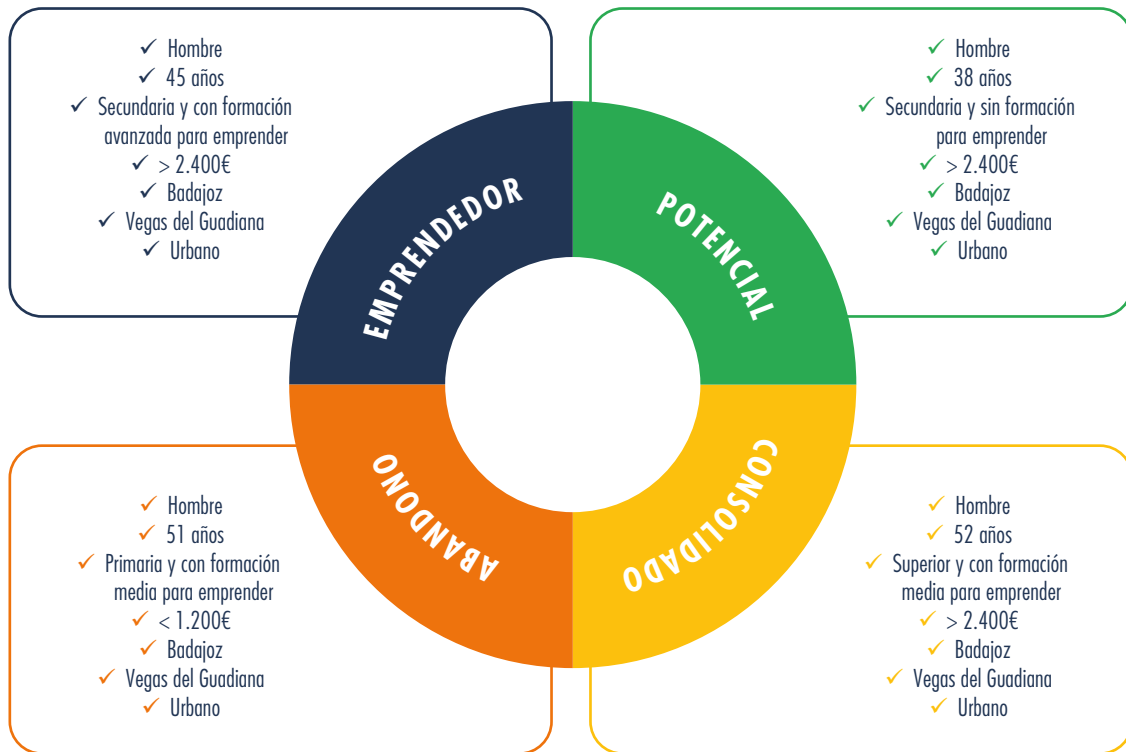 Hombre
45 años
Secundaria y con formación
avanzada para emprender
> 2.400€
Badajoz
Vegas del Guadiana
Urbano
Hombre
38 años
Secundaria y sin formación
para emprender
> 2.400€
Badajoz
Vegas del Guadiana
Urbano
EMPRENDEDOR
POTENCIAL
ABANDONO
CONSOLIDADO
Hombre
51 años
Primaria y con formación
media para emprender
< 1.200€
Badajoz
Vegas del Guadiana
Urbano
Hombre
52 años
Superior y con formación
media para emprender
> 2.400€
Badajoz
Vegas del Guadiana
Urbano